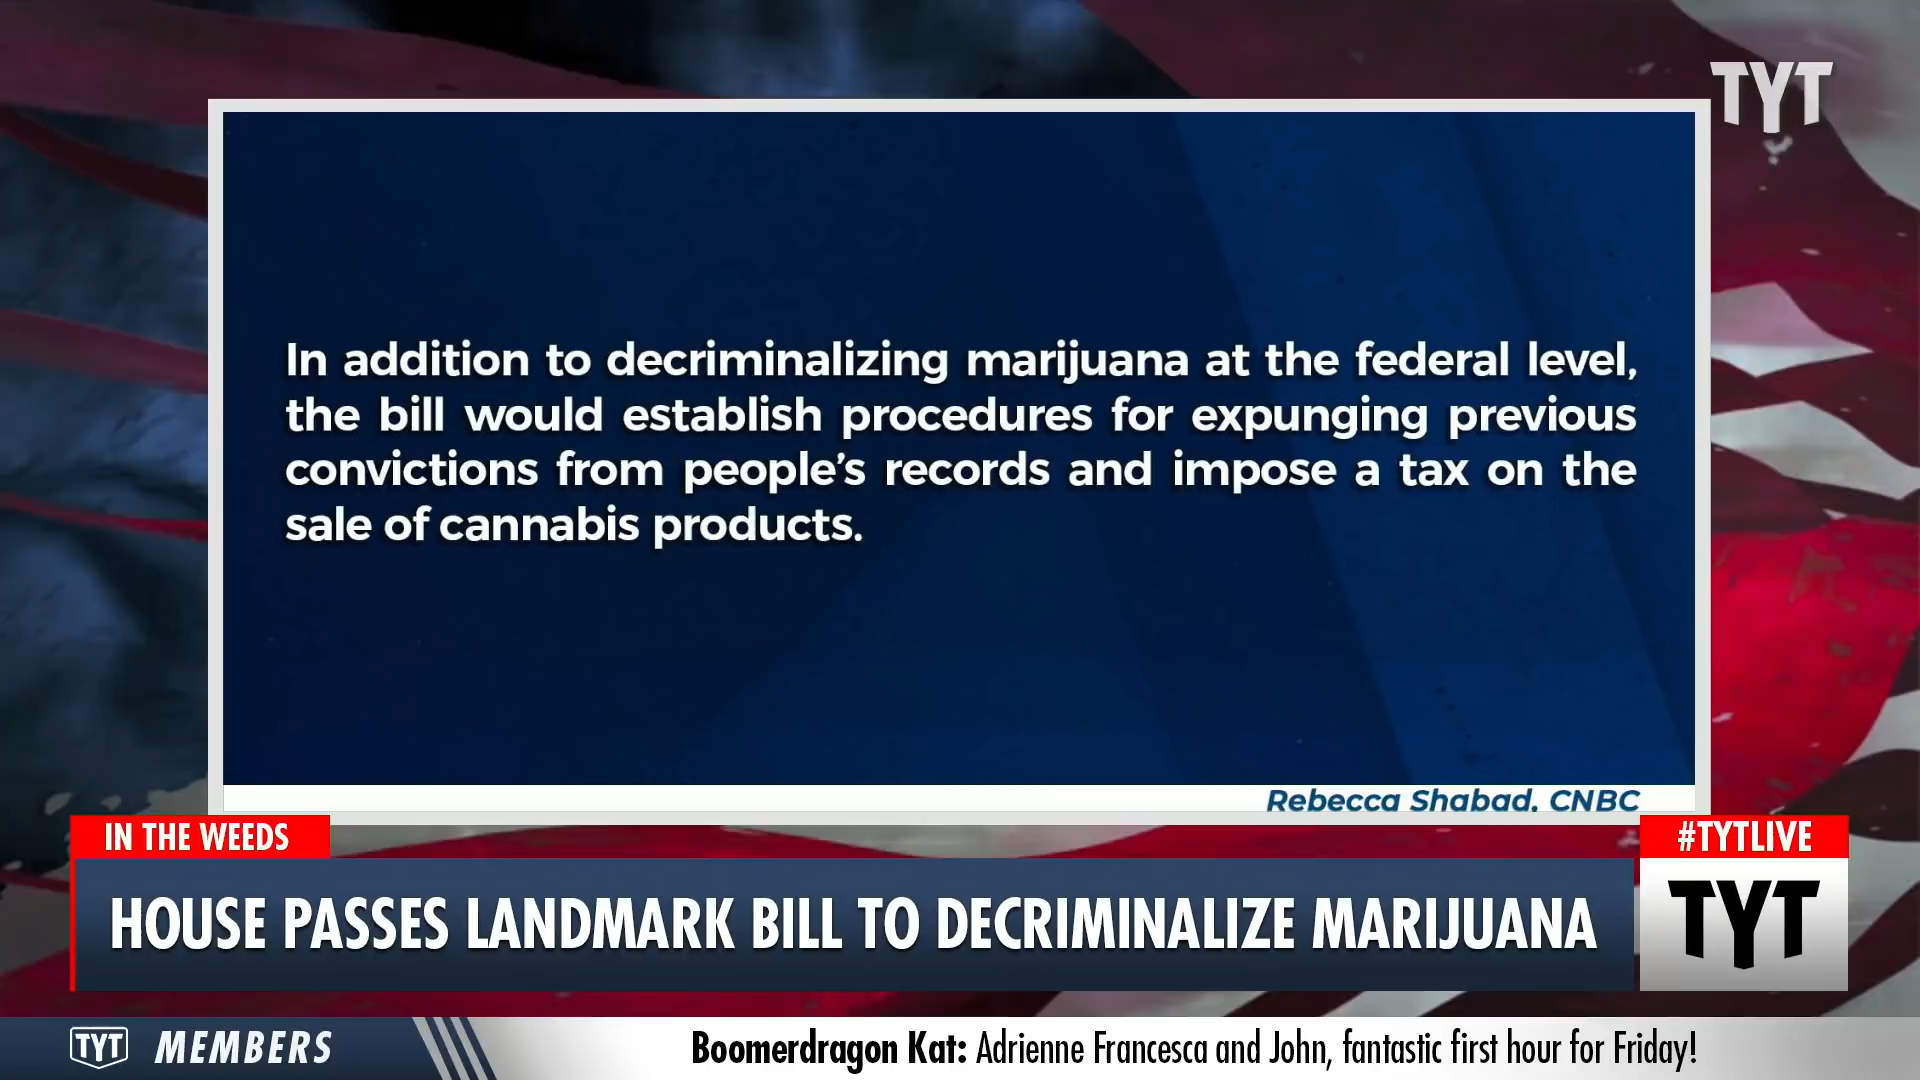 TYT
In addition to decriminalizing marijuana at the federal level,
the bill would establish procedures for expunging previous
convictions from people’s records and impose a tax on the
sale of cannabis products.
Rebecca Shabad, CNBC
IN THE WEEDS
#TYTLIVE
HOUSE PASSES LANDMARK BILL TO DECRIMINALIZE MARIJUANA
TYT
TYT MEMBERS
Boomerdragon Kat: Adrienne Francesca and John, fantastic first hour for Friday!